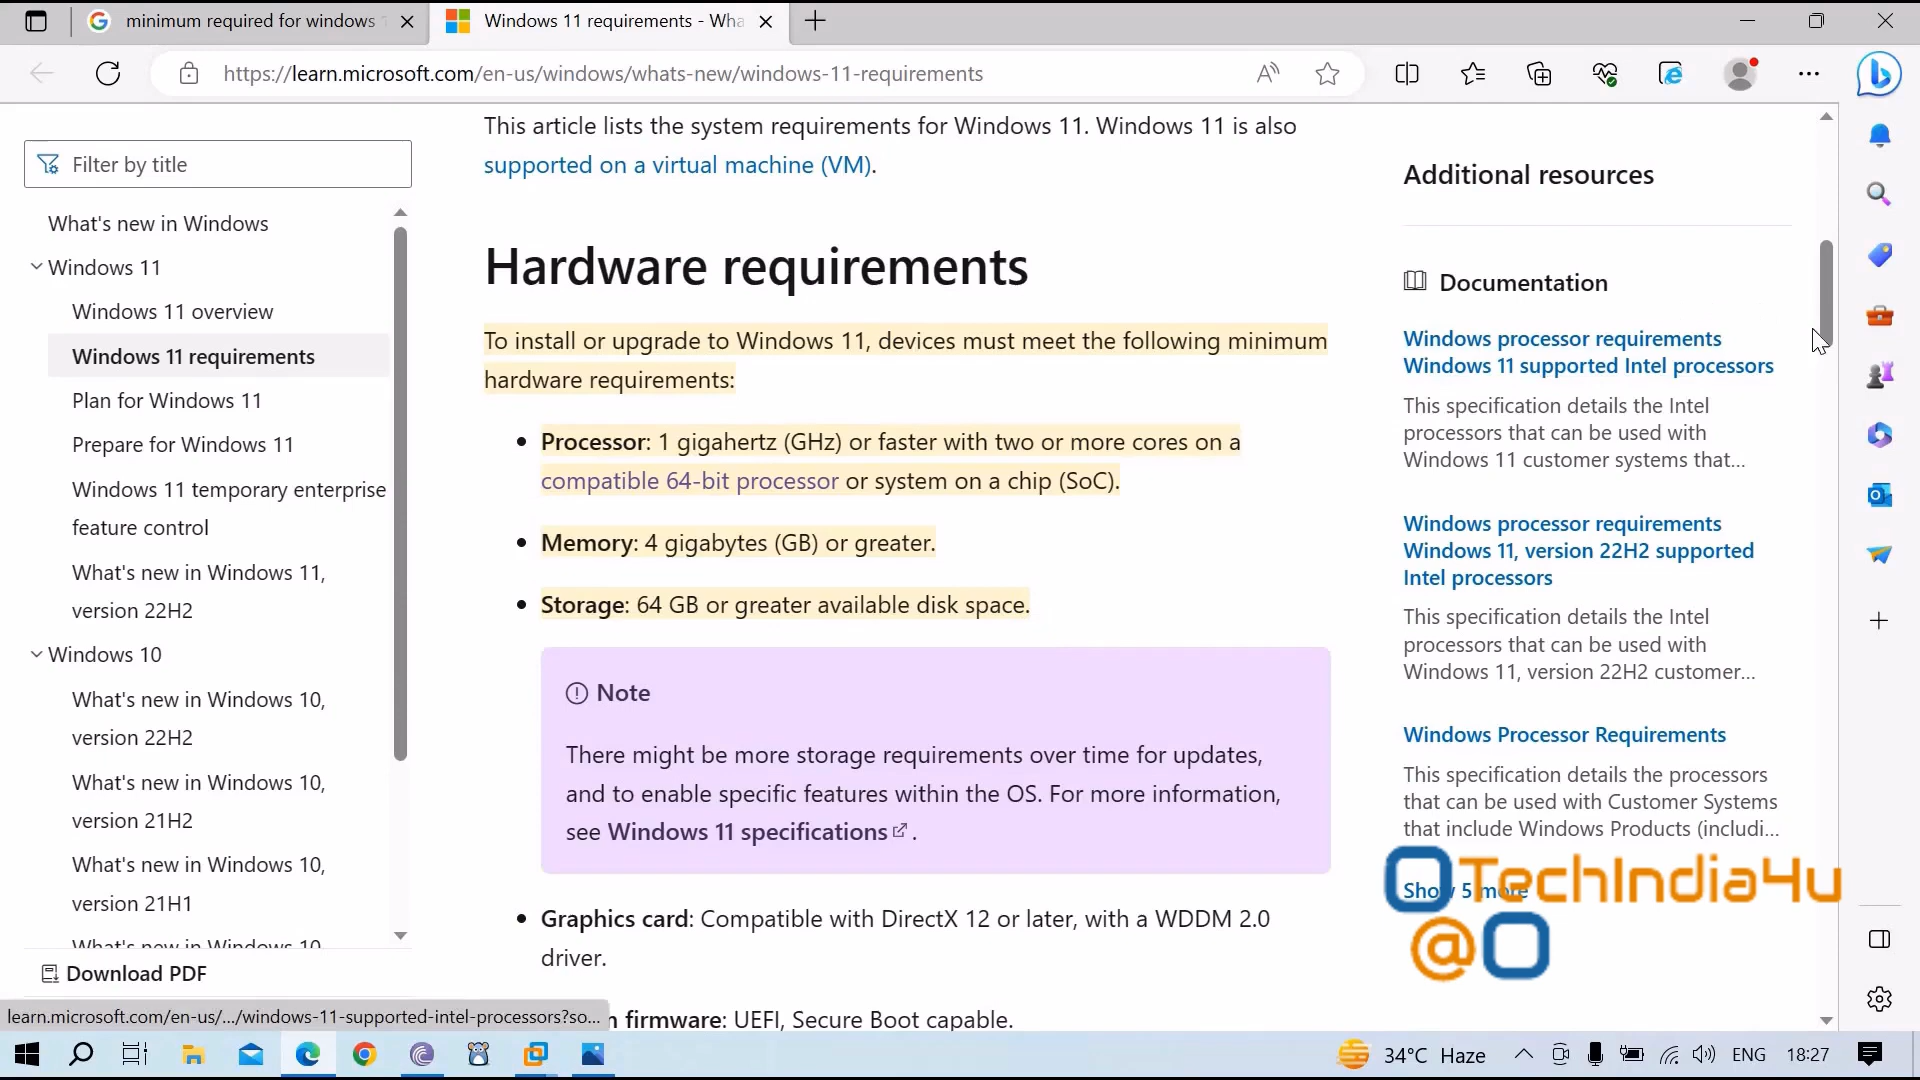 minimum required for windows
Windows 11 requirements - Wha
https://learn.microsoft.com/en-us/windows/whats-new/windows-11-requirements
Filter by title
What's new in Windows
Windows 11
Windows 11 overview
Windows 11 requirements
Plan for Windows 11
Prepare for Windows 11
Windows 11 temporary enterprise
feature control
What's new in Windows 11,
version 22H2
Windows 10
What's new in Windows 10,
version 22H2
What's new in Windows 10,
version 21H2
What's new in Windows 10,
version 21H1
What's new in Windows 10
Download PDF
This article lists the system requirements for Windows 11. Windows 11 is also
supported on a virtual machine (VM).
Hardware requirements
To install or upgrade to Windows 11, devices must meet the following minimum
hardware requirements:
• Processor: 1 gigahertz (GHz) or faster with two or more cores on a
compatible 64-bit processor or system on a chip (SoC).
• Memory: 4 gigabytes (GB) or greater.
• Storage: 64 GB or greater available disk space.
Note
There might be more storage requirements over time for updates,
and to enable specific features within the OS. For more information,
see Windows 11 specifications.
• Graphics card: Compatible with DirectX 12 or later, with a WDDM 2.0
driver.
firmware: UEFI, Secure Boot capable.
Additional resources
Documentation
Windows processor requirements
Windows 11 supported Intel processors
This specification details the Intel
processors that can be used with
Windows 11 customer systems that...
Windows processor requirements
Windows 11, version 22H2 supported
Intel processors
This specification details the Intel
processors that can be used with
Windows 11, version 22H2 customer...
Windows Processor Requirements
This specification details the processors
that can be used with Customer Systems
that include Windows Products (includi...
Show 5 more
TechIndia4u
@
learn.microsoft.com/en-us/.../windows-11-supported-intel-processors?so...
34°C Haze
ENG
18:27